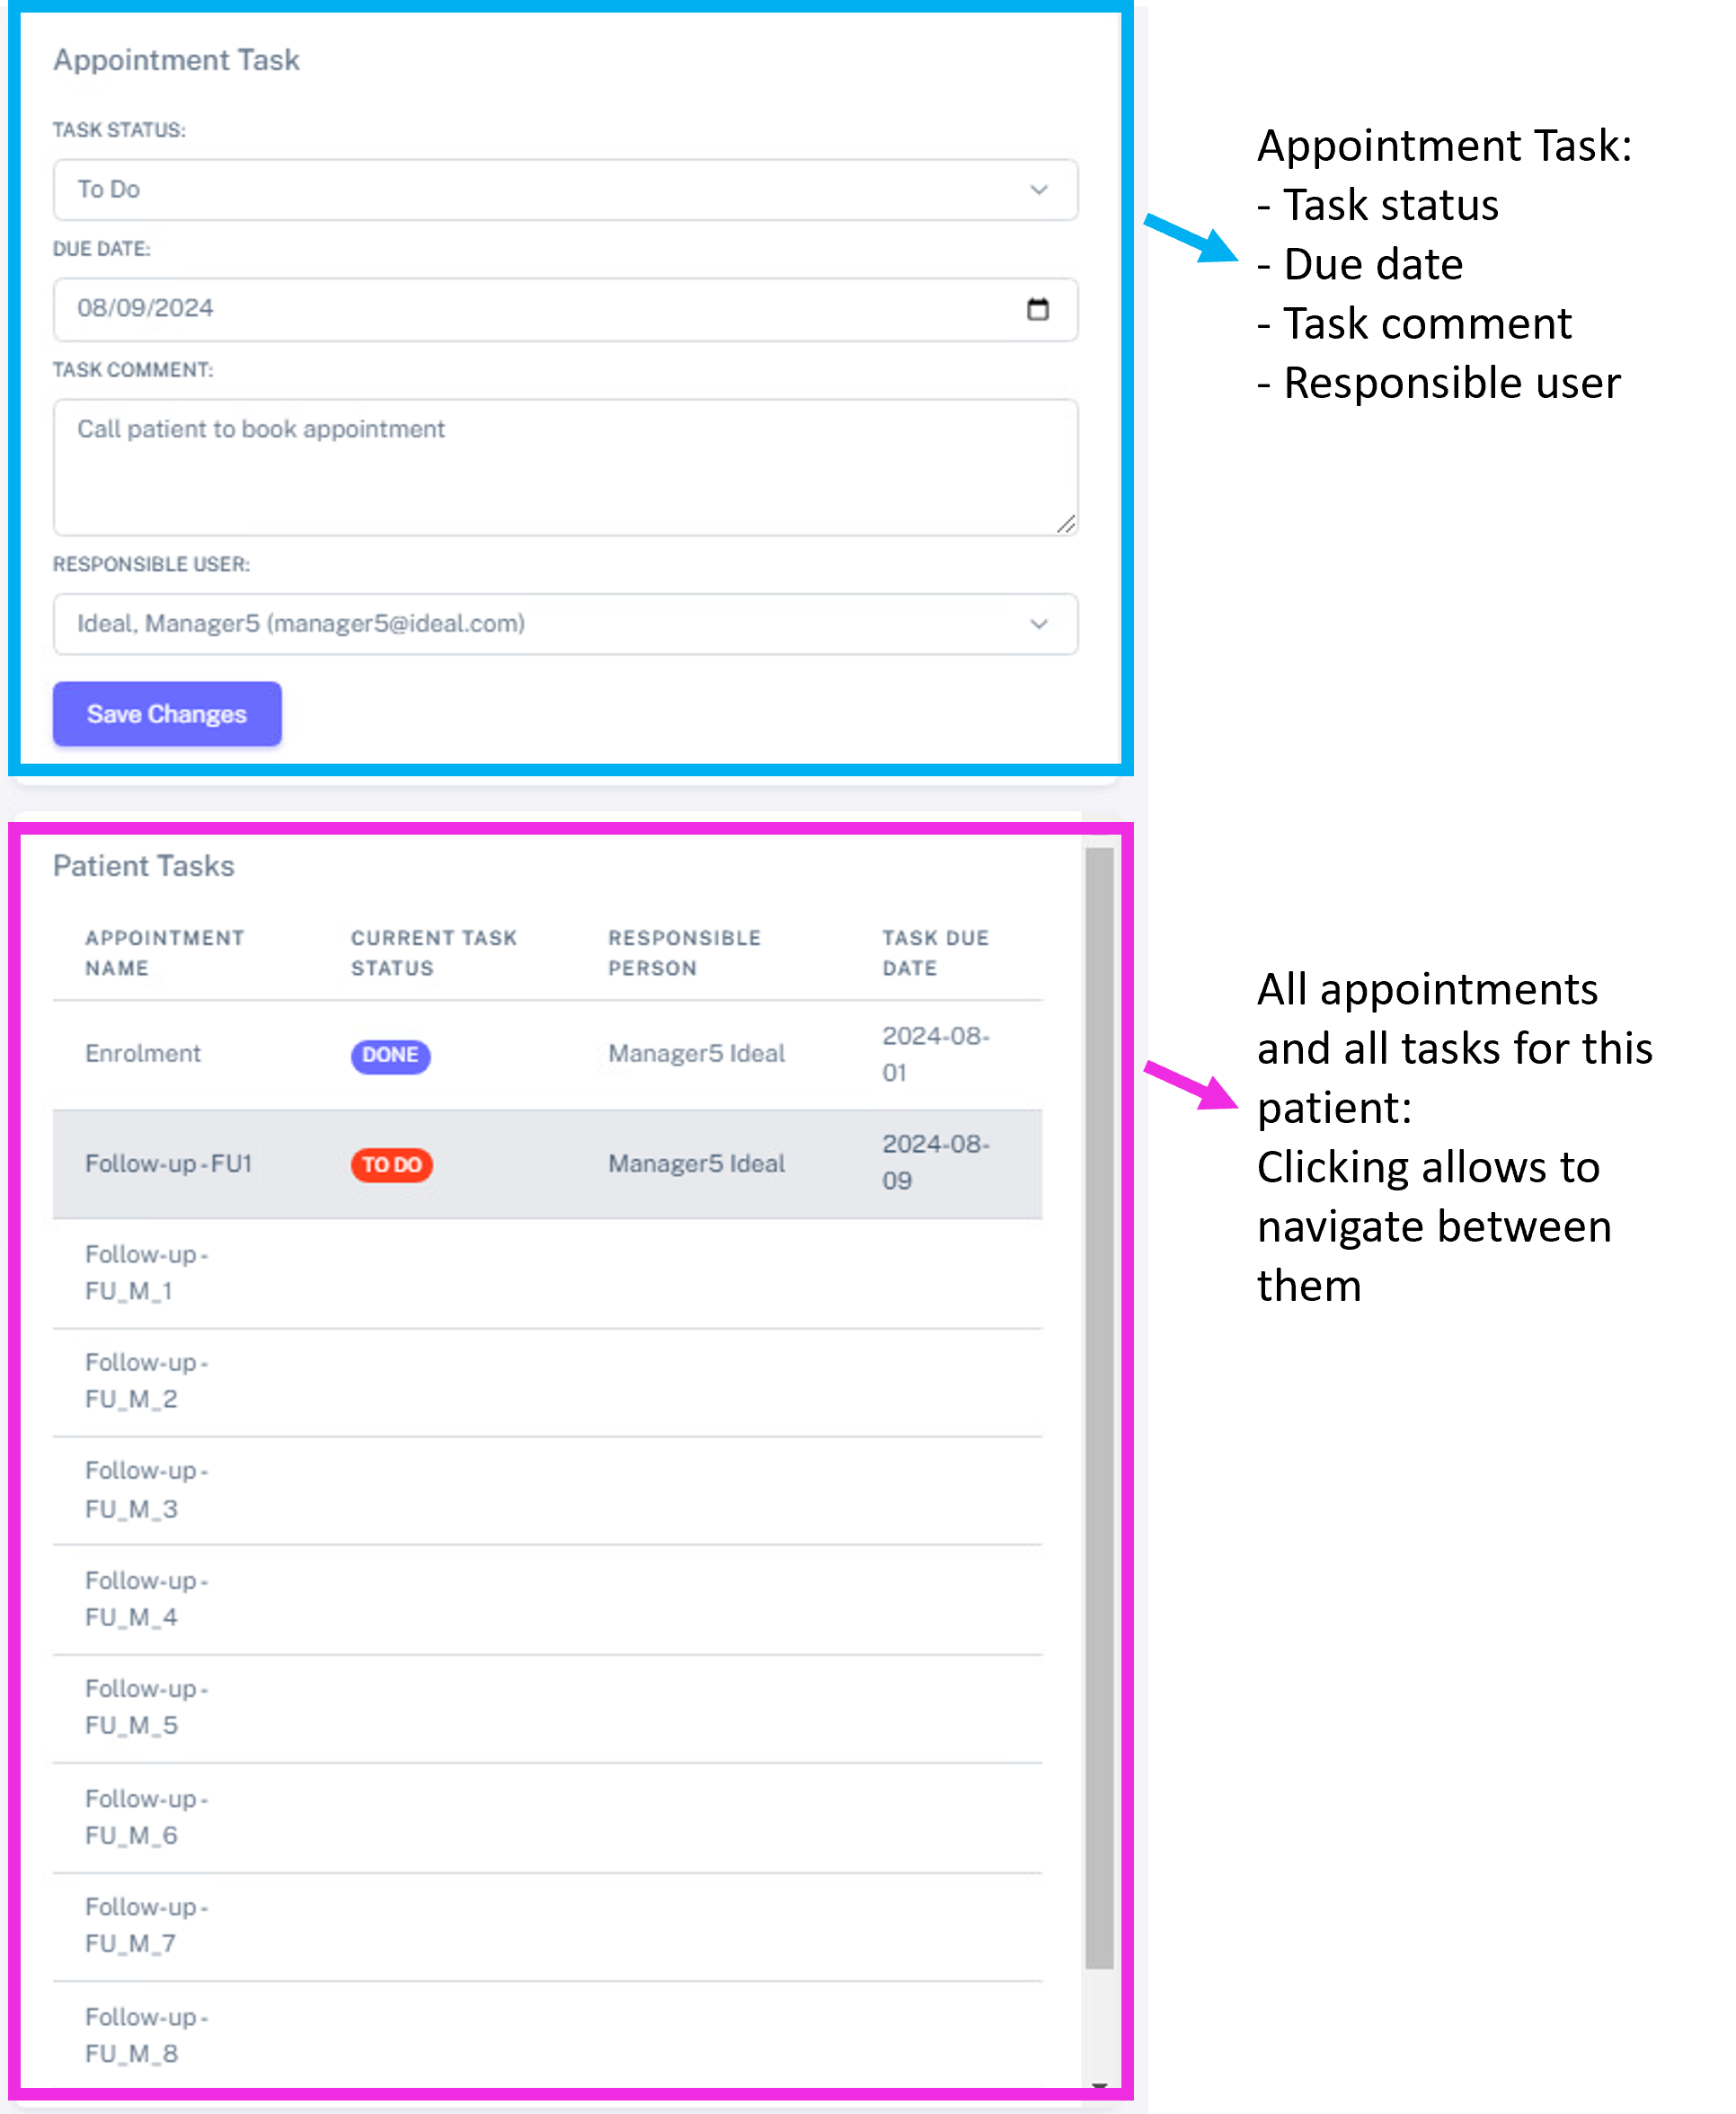 Appointment Task
TASK STATUS:
To Do
DUE DATE:
08/09/2024
TASK COMMENT:
Call patient to book appointment
RESPONSIBLE USER:
Ideal, Manager5 (manager5@ideal.com)
Save Changes
Appointment Task:
- Task status
- Due date
- Task comment
- Responsible user
Patient Tasks
APPOINTMENT NAME
CURRENT TASK STATUS
RESPONSIBLE PERSON
TASK DUE DATE
Enrolment
DONE
Manager5 Ideal
2024-08-
01
Follow-up - FU1
TO DO
Manager5 Ideal
2024-08-
09
Follow-up -
FU_M_1
Follow-up -
FU_M_2
Follow-up -
FU_M_3
Follow-up -
FU_M_4
Follow-up -
FU_M_5
Follow-up -
FU_M_6
Follow-up -
FU_M_7
Follow-up -
FU_M_8
All appointments
and all tasks for this
patient:
Clicking allows to
navigate between
them